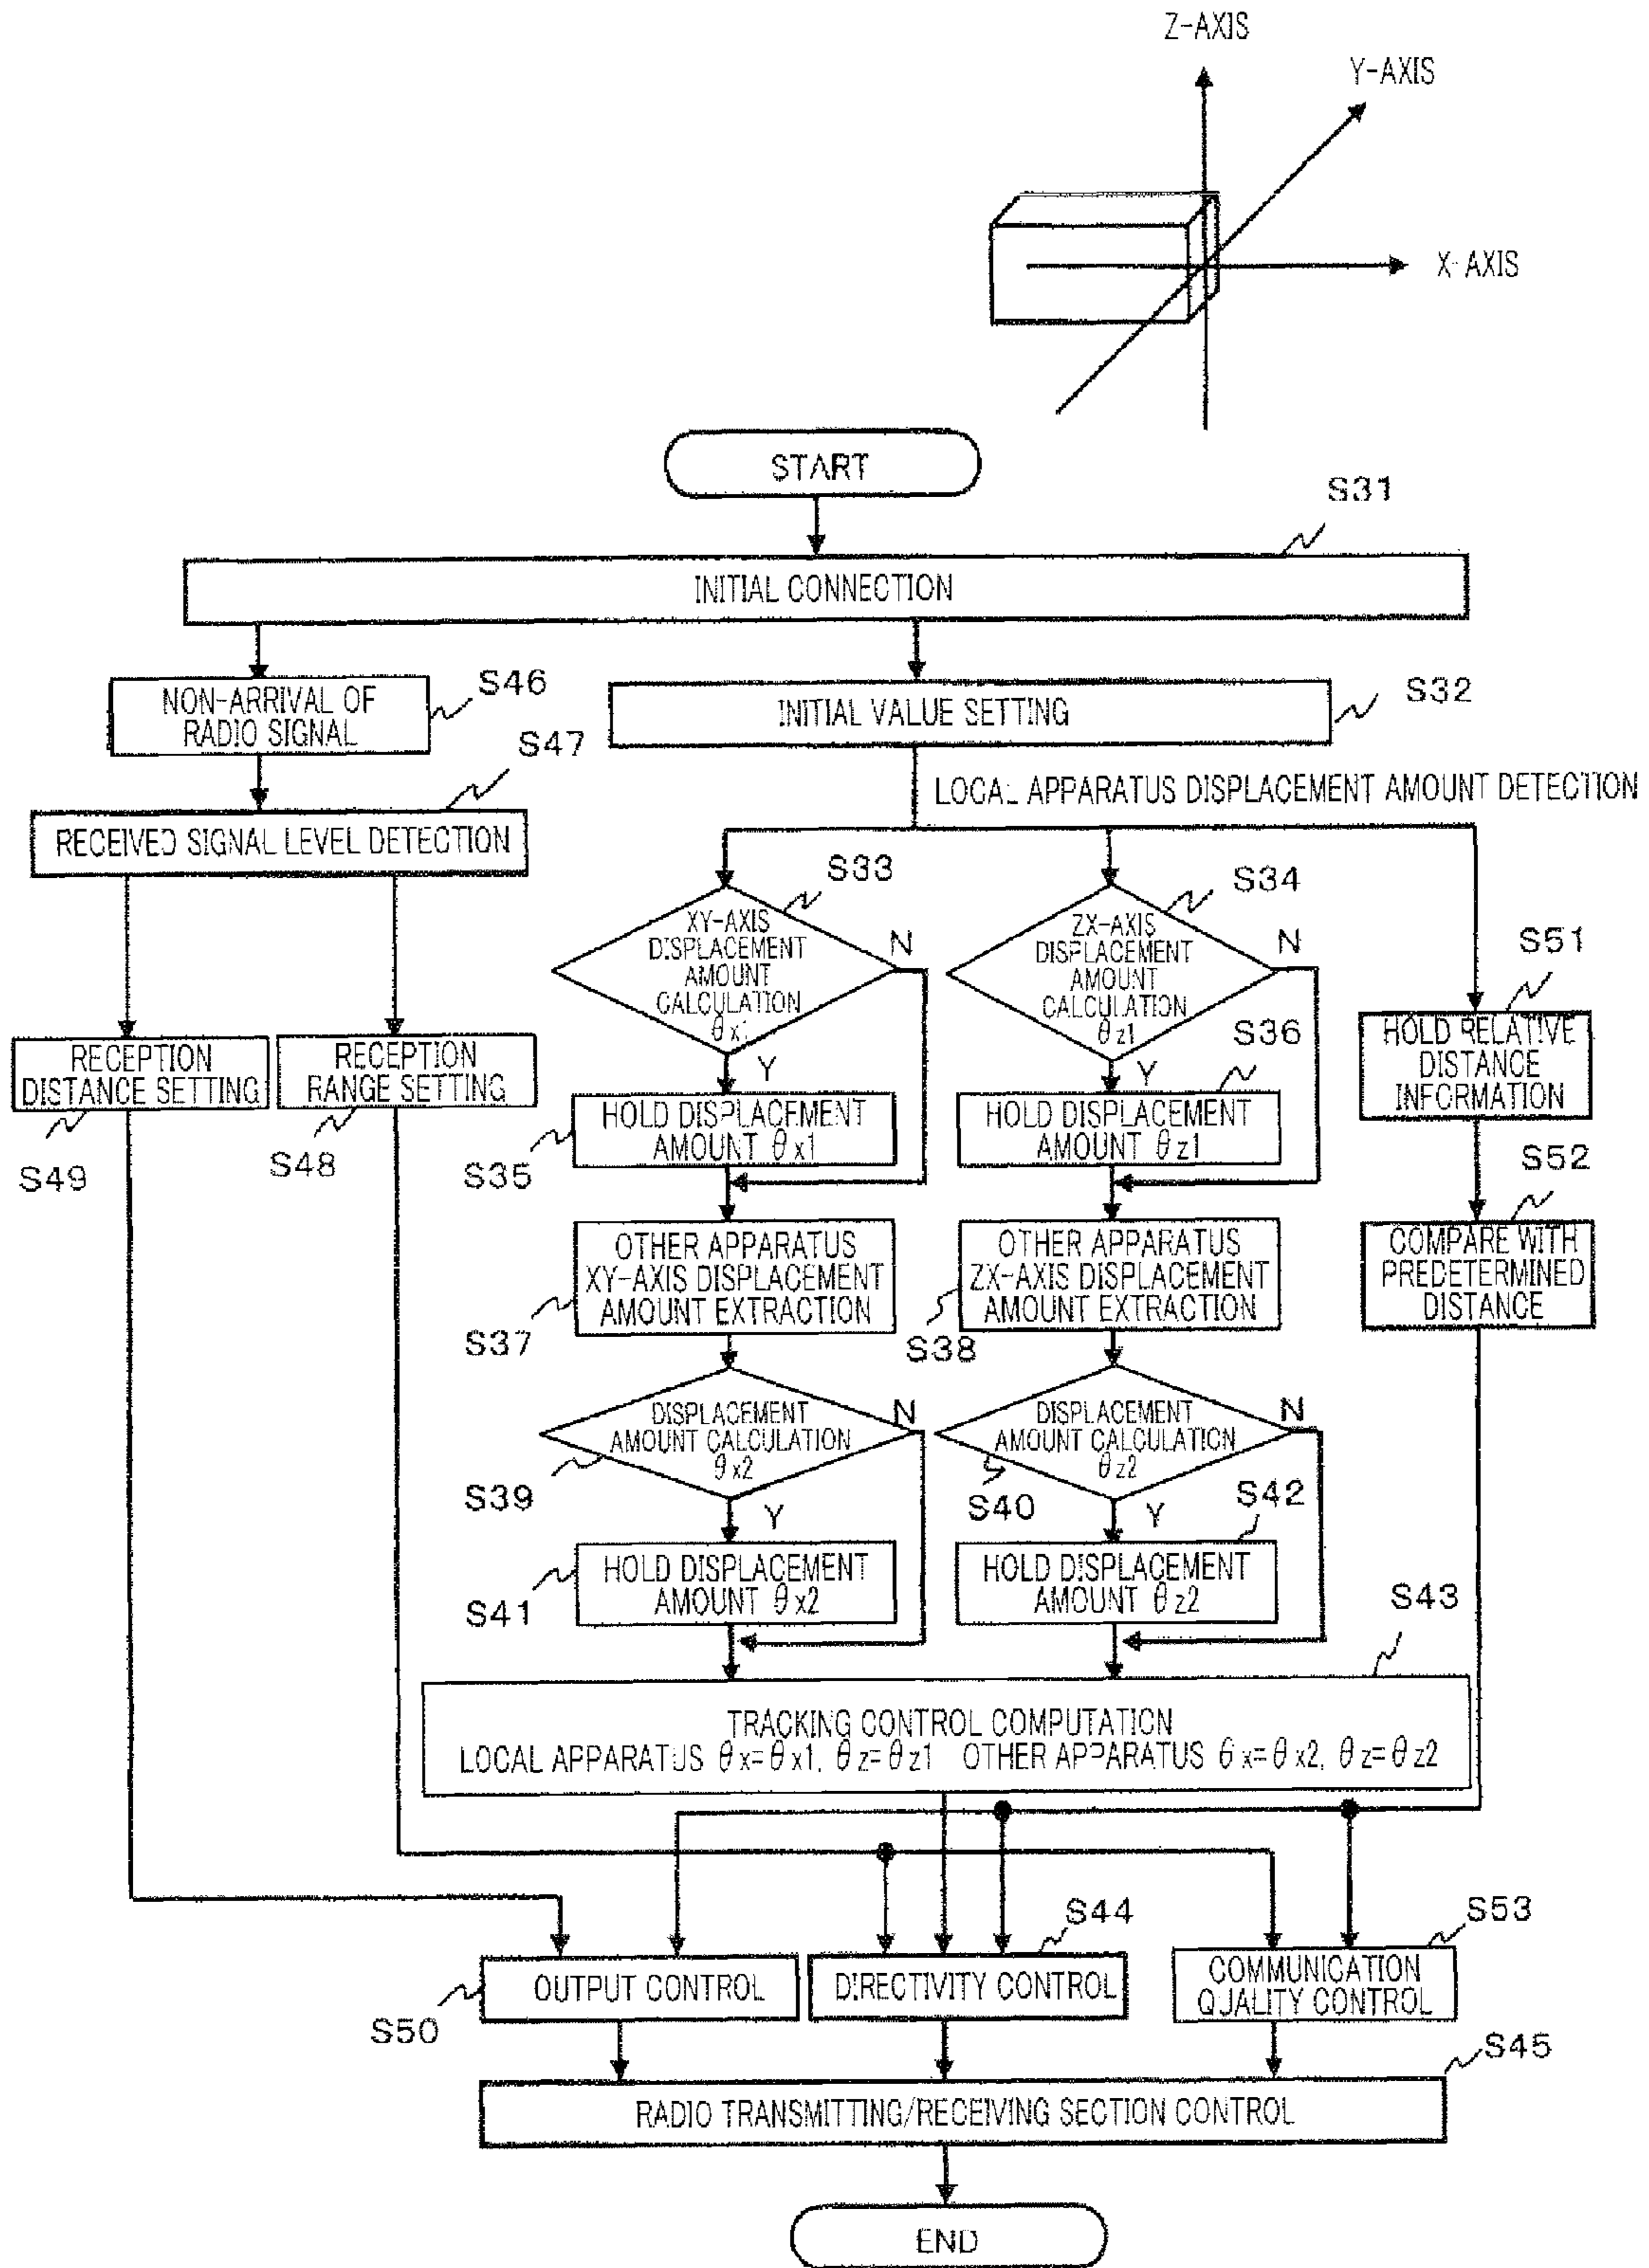 Z-AXIS
Y-AXIS
X-AXIS
START
S31
INITIAL CONNECTION
NON-ARRIVAL OF
RADIO SIGNAL
S46
INITIAL VALUE SETTING
S32
S47
RECEIVED SIGNAL LEVEL DETECTION
LOCAL APPARATUS DISPLACEMENT AMOUNT DETECTION
S33
XY-AXIS
DISPLACEMENT
AMOUNT
CALCULATION
θx1
N
Y
S34
ZX-AXIS
DISPLACEMENT
AMOUNT
CALCULATION
θz1
N
Y
S51
HOLD RELATIVE
DISTANCE
INFORMATION
RECEPTION
DISTANCE SETTING
S49
RECEPTION
RANGE SETTING
S48
HOLD DISPLACEMENT
AMOUNT θx1
S35
S36
HOLD DISPLACEMENT
AMOUNT θz1
S52
COMPARE WITH
PREDETERMINED
DISTANCE
OTHER APPARATUS
XY-AXIS DISPLACEMENT
AMOUNT EXTRACTION
S37
OTHER APPARATUS
ZX-AXIS DISPLACEMENT
AMOUNT EXTRACTION
S38
DISPLACEMENT
AMOUNT CALCULATION
θx2
N
S39
Y
DISPLACEMENT
AMOUNT CALCULATION
θz2
N
S40
Y
HOLD DISPLACEMENT
AMOUNT θx2
S41
S42
HOLD DISPLACEMENT
AMOUNT θz2
S43
TRACKING CONTROL COMPUTATION
LOCAL APPARATUS θx=θx1, θz=θz1 OTHER APPARATUS θx=θx2, θz=θz2
OUTPUT CONTROL
S50
S44
DIRECTIVITY CONTROL
S53
COMMUNICATION
QUALITY CONTROL
S45
RADIO TRANSMITTING/RECEIVING SECTION CONTROL
END